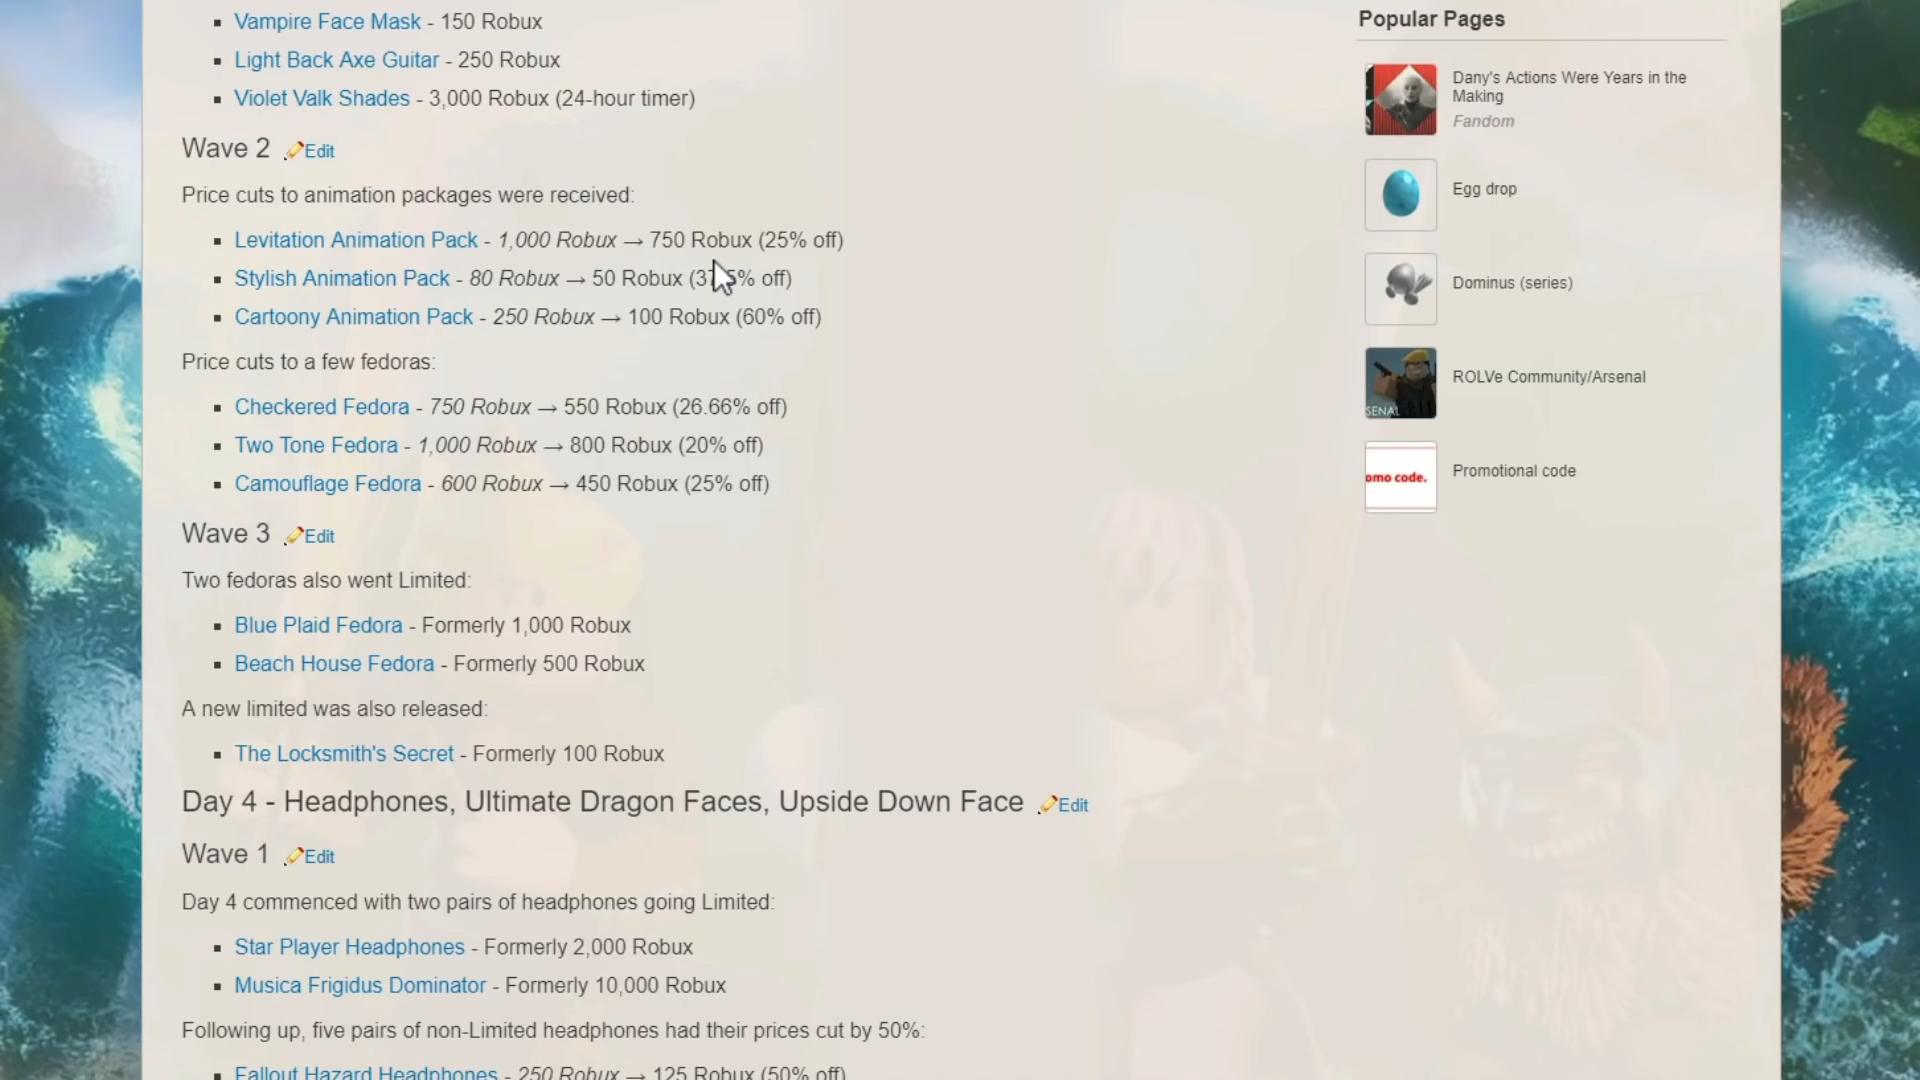 Vampire Face Mask - 150 Robux
Light Back Axe Guitar - 250 Robux
Violet Valk Shades - 3,000 Robux (24-hour timer)
Wave 2 Edit
Price cuts to animation packages were received:
Levitation Animation Pack - 1,000 Robux → 750 Robux (25% off)
Stylish Animation Pack - 80 Robux → 50 Robux (37.5% off)
Cartoony Animation Pack - 250 Robux → 100 Robux (60% off)
Price cuts to a few fedoras:
Checkered Fedora - 750 Robux → 550 Robux (26.66% off)
Two Tone Fedora - 1,000 Robux → 800 Robux (20% off)
Camouflage Fedora - 600 Robux → 450 Robux (25% off)
Wave 3 Edit
Two fedoras also went Limited:
Blue Plaid Fedora - Formerly 1,000 Robux
Beach House Fedora - Formerly 500 Robux
A new limited was also released:
The Locksmith's Secret - Formerly 100 Robux
Day 4 - Headphones, Ultimate Dragon Faces, Upside Down Face Edit
Wave 1 Edit
Day 4 commenced with two pairs of headphones going Limited:
Star Player Headphones - Formerly 2,000 Robux
Musica Frigidus Dominator - Formerly 10,000 Robux
Following up, five pairs of non-Limited headphones had their prices cut by 50%:
Fallout Hazard Headphones - 250 Robux → 125 Robux (50% off)
Popular Pages
Dany's Actions Were Years in the
Making
Fandom
Egg drop
Dominus (series)
SENAL
ROLVe Community/Arsenal
omo code.
Promotional code